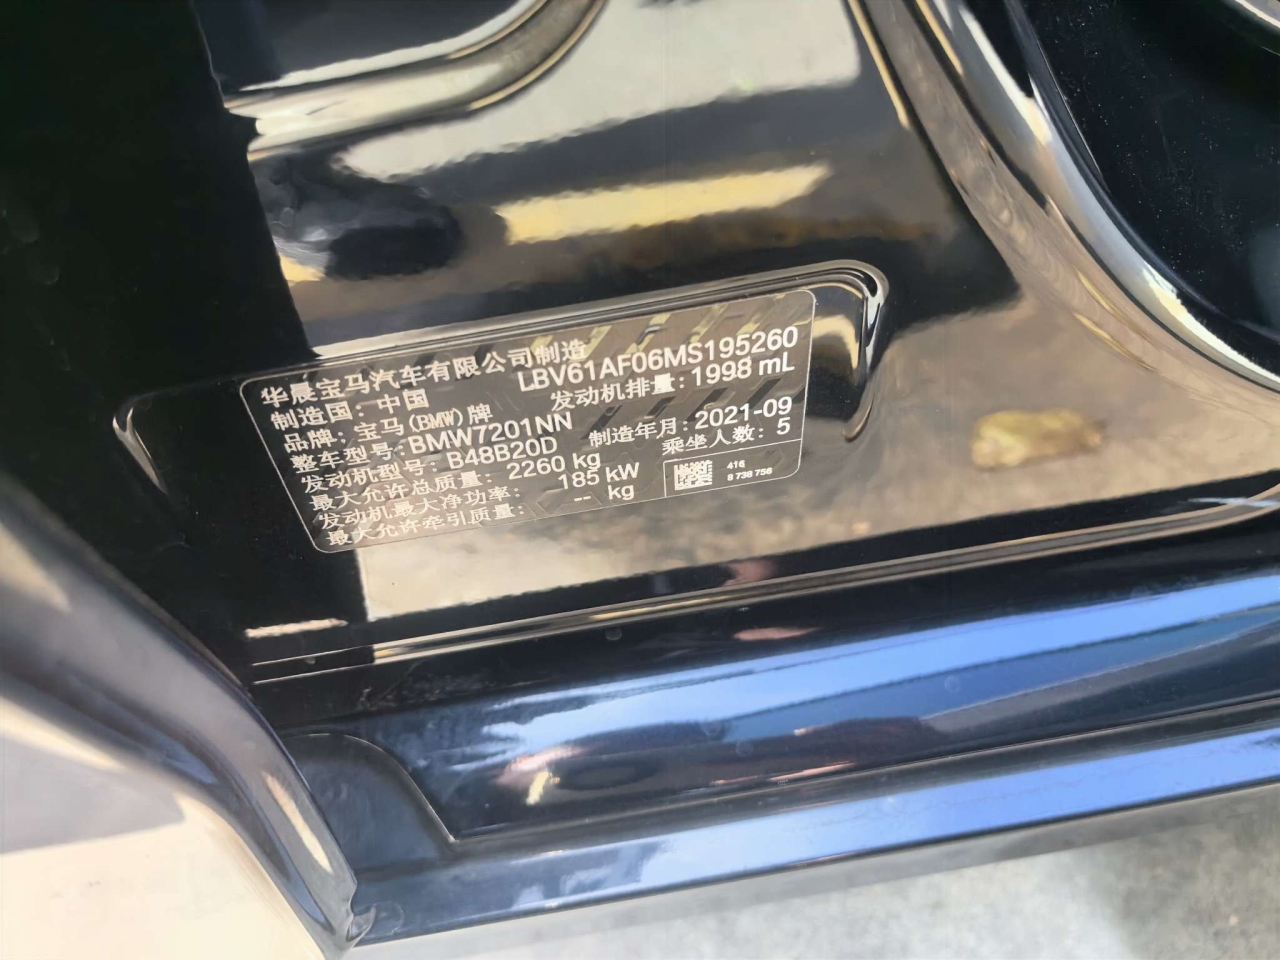 华晨宝马汽车有限公司制造
LBV61AF06MS195260
制造国：中国
发动机排量：1998 mL
品牌：宝马(BMW)牌
整车型号：BMW7201NN
制造年月：2021-09
发动机型号：B48B20D
乘坐人数：5
最大允许总质量：2260 kg
发动机最大净功率：185 kW
最大允许牵引质量：-- kg
416
8 738 756